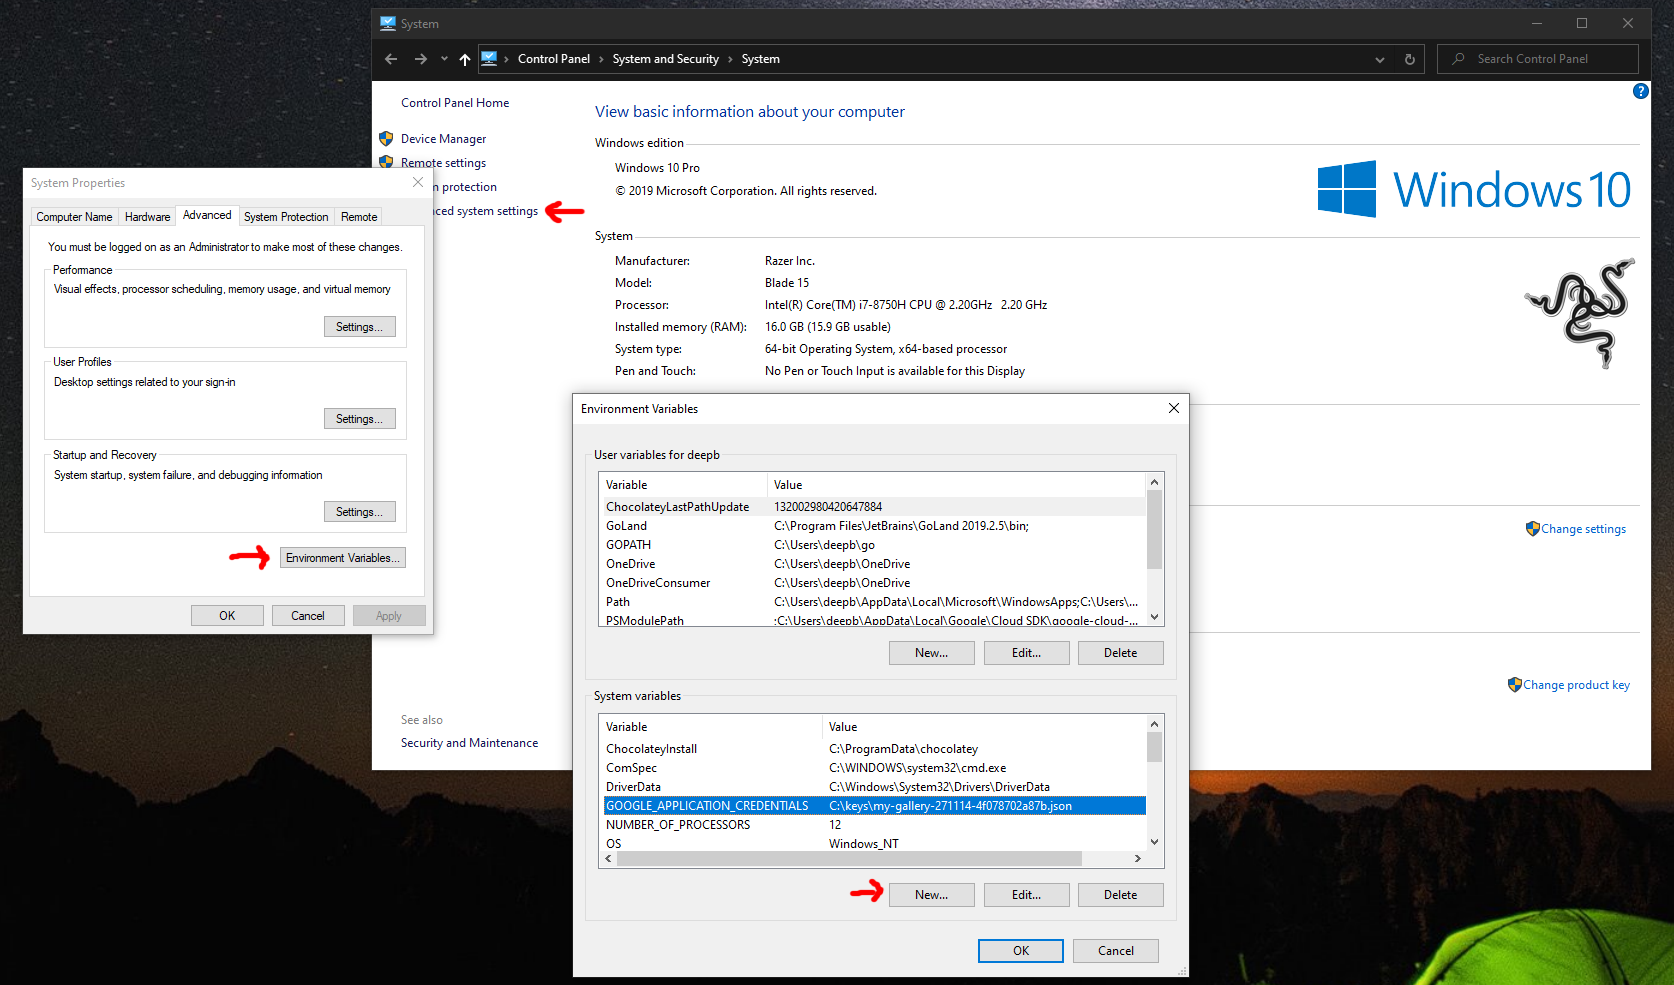 System
Control Panel
System and Security
System
Search Control Panel
Control Panel Home
Device Manager
Remote settings
protection
system settings
See also
Security and Maintenance
View basic information about your computer
Windows edition
Windows 10 Pro
© 2019 Microsoft Corporation. All rights reserved.
Windows 10
System
Manufacturer: Razer Inc.
Model: Blade 15
Processor: Intel(R) Core(TM) i7-8750H CPU @ 2.20GHz 2.20 GHz
Installed memory (RAM): 16.0 GB (15.9 GB usable)
System type: 64-bit Operating System, x64-based processor
Pen and Touch: No Pen or Touch Input is available for this Display
Change settings
Change product key
System Properties
Computer Name Hardware Advanced System Protection Remote
You must be logged on as an Administrator to make most of these changes.
Performance
Visual effects, processor scheduling, memory usage, and virtual memory
Settings...
User Profiles
Desktop settings related to your sign-in
Settings...
Startup and Recovery
System startup, system failure, and debugging information
Settings...
Environment Variables...
OK Cancel Apply
Environment Variables
User variables for deepb
Variable Value
ChocolateyLastPathUpdate 132002980420647884
GoLand C:\Program Files\JetBrains\GoLand 2019.2.5\bin;
GOPATH C:\Users\deepb\go
OneDrive C:\Users\deepb\OneDrive
OneDriveConsumer C:\Users\deepb\OneDrive
Path C:\Users\deepb\AppData\Local\Microsoft\WindowsApps;C:\Users\...
PSModulePath ;C:\Users\deepb\AppData\Local\Google\Cloud SDK\google-cloud-...
New... Edit... Delete
System variables
Variable Value
ChocolateyInstall C:\ProgramData\chocolatey
ComSpec C:\WINDOWS\system32\cmd.exe
DriverData C:\Windows\System32\Drivers\DriverData
GOOGLE_APPLICATION_CREDENTIALS C:\keys\my-gallery-271114-4f078702a87b.json
NUMBER_OF_PROCESSORS 12
OS Windows_NT
New... Edit... Delete
OK Cancel